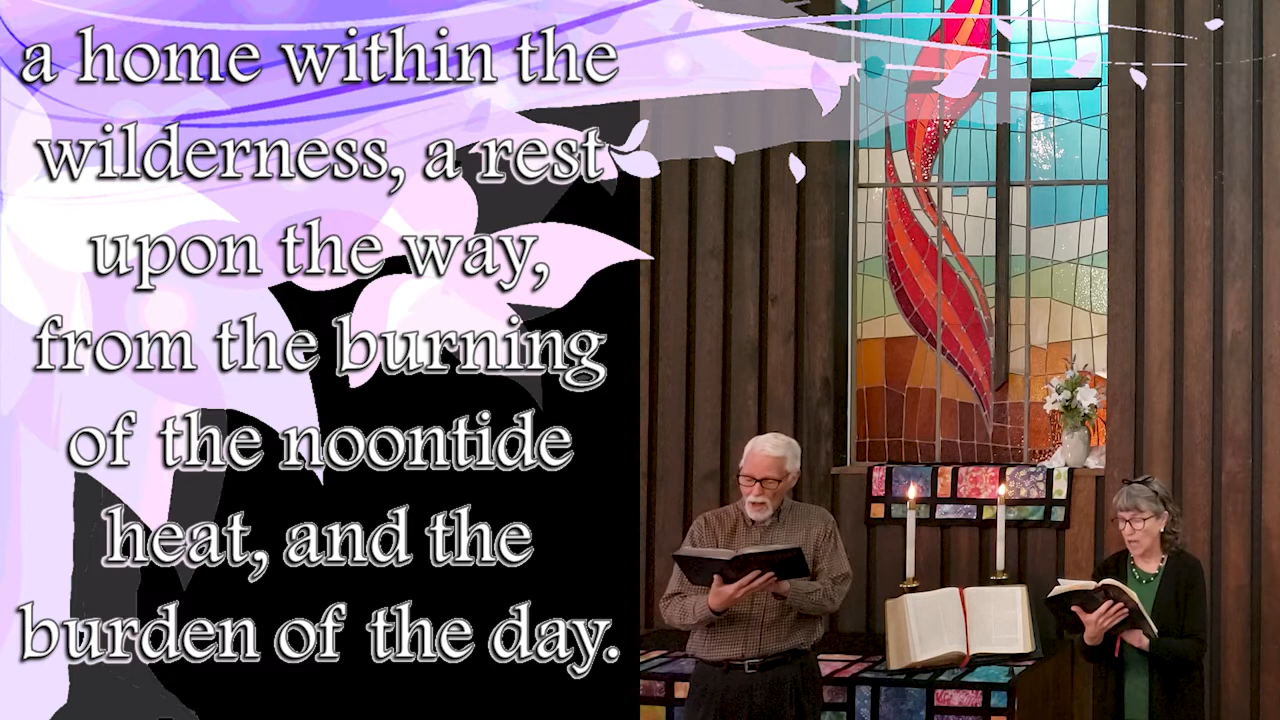 a home within the
wilderness, a rest
upon the way,
from the burning
of the noontide
heat, and the
burden of the day.